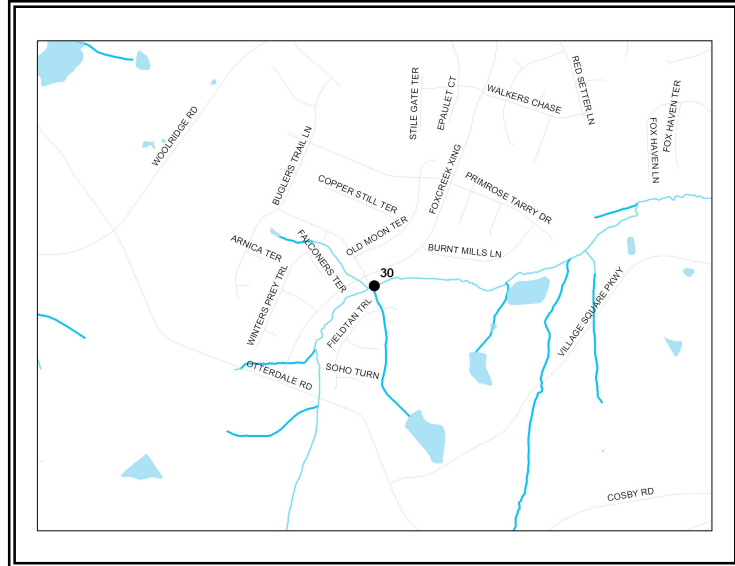 STILE GATE TER
EPAULET CT
WALKERS CHASE
RED SETTER LN
FOX HAVEN LN
FOX HAVEN TER
WOOLRIDGE RD
BUGLERS TRAIL LN
COPPER STILL TER
FOXCREEK XING
PRIMROSE TARRY DR
OLD MOON TER
ARNICA TER
FALCONERS TER
BURNT MILLS LN
30
WINTERS PREY TRL
FIELDTAN TRL
VILLAGE SQUARE PKWY
OTTERDALE RD
SOHO TURN
COSBY RD